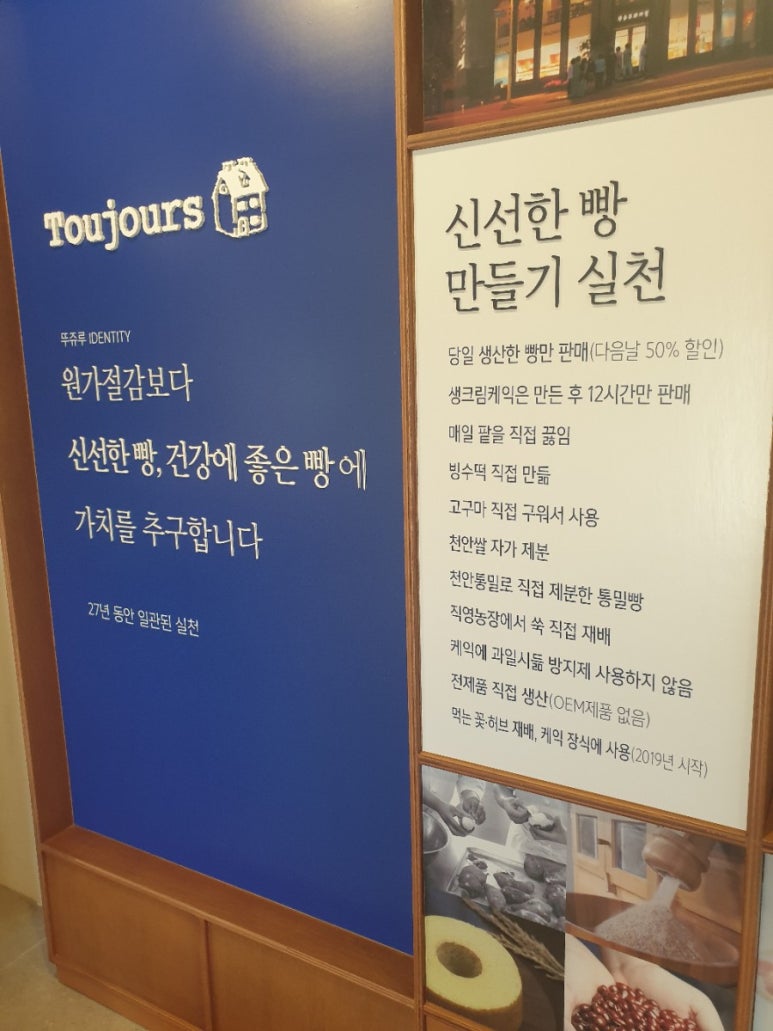 Toujours
뚜쥬루 IDENTITY
원가절감보다
신선한 빵, 건강에 좋은 빵에
가치를 추구합니다
27년 동안 일관된 실천
신선한 빵
만들기 실천
당일 생산한 빵만 판매(다음날 50% 할인)
생크림케익은 만든 후 12시간만 판매
매일 팥을 직접 끓임
빙수떡 직접 만듦
고구마 직접 구워서 사용
천안쌀 자가 제분
천안통밀로 직접 제분한 통밀빵
직영농장에서 쑥 직접 재배
케익에 과일시듦 방지제 사용하지 않음
전제품 직접 생산(OEM제품 없음)
먹는 꽃·허브 재배, 케익 장식에 사용(2019년 시작)